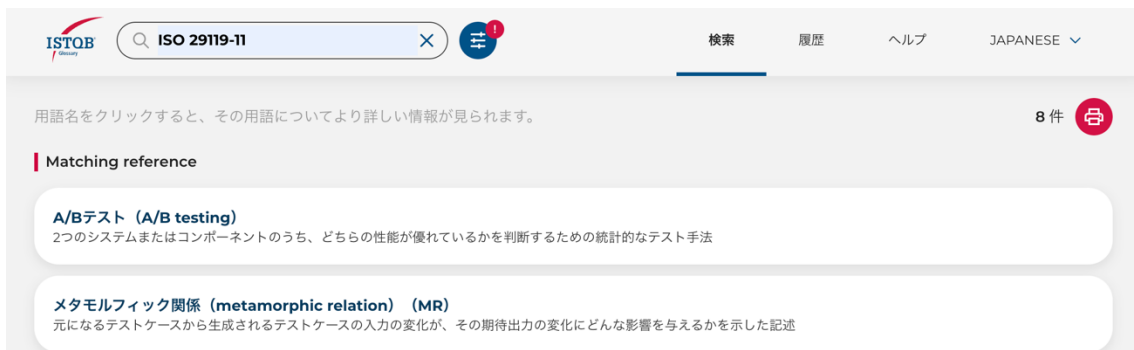 ISTQB
Glossary
ISO 29119-11
!
検索
履歴
ヘルプ
JAPANESE
用語名をクリックすると、その用語についてより詳しい情報が見られます。
8 件
Matching reference
A/Bテスト（A/B testing）
2つのシステムまたはコンポーネントのうち、どちらの性能が優れているかを判断するための統計的なテスト手法
メタモルフィック関係（metamorphic relation）（MR）
元になるテストケースから生成されるテストケースの入力の変化が、その期待出力の変化にどんな影響を与えるかを示した記述